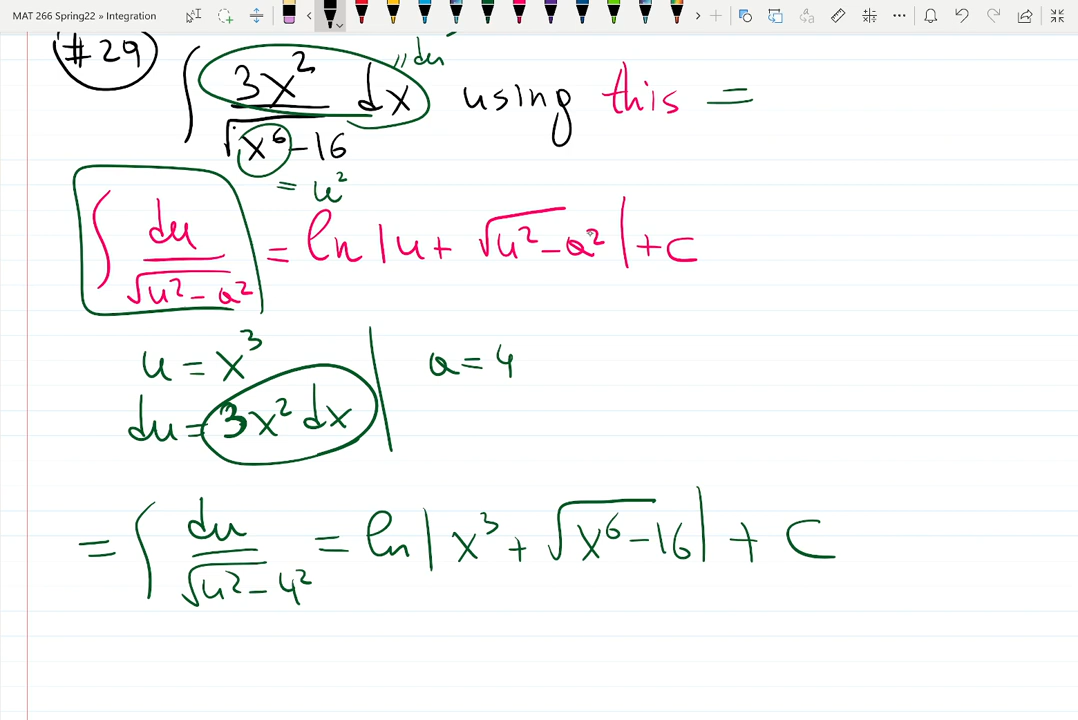 MAT 266 Spring22 » Integration
#29 ∫ 3x² / √(x⁶ - 16) dx "du using this =
= u²
∫ du / √(u² - a²) = ln |u + √(u² - a²)| + C
u = x³ | a = 4
du = 3x² dx
= ∫ du / √(u² - 4²) = ln |x³ + √(x⁶ - 16)| + C